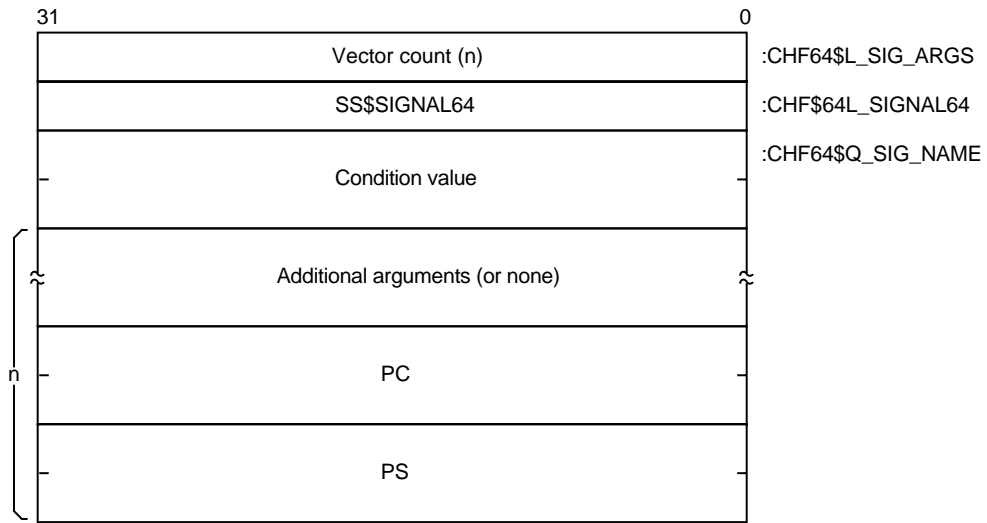 31 0
Vector count (n) :CHF64$L_SIG_ARGS
SS$SIGNAL64 :CHF$64L_SIGNAL64
:CHF64$Q_SIG_NAME
Condition value
Additional arguments (or none)
n PC
PS